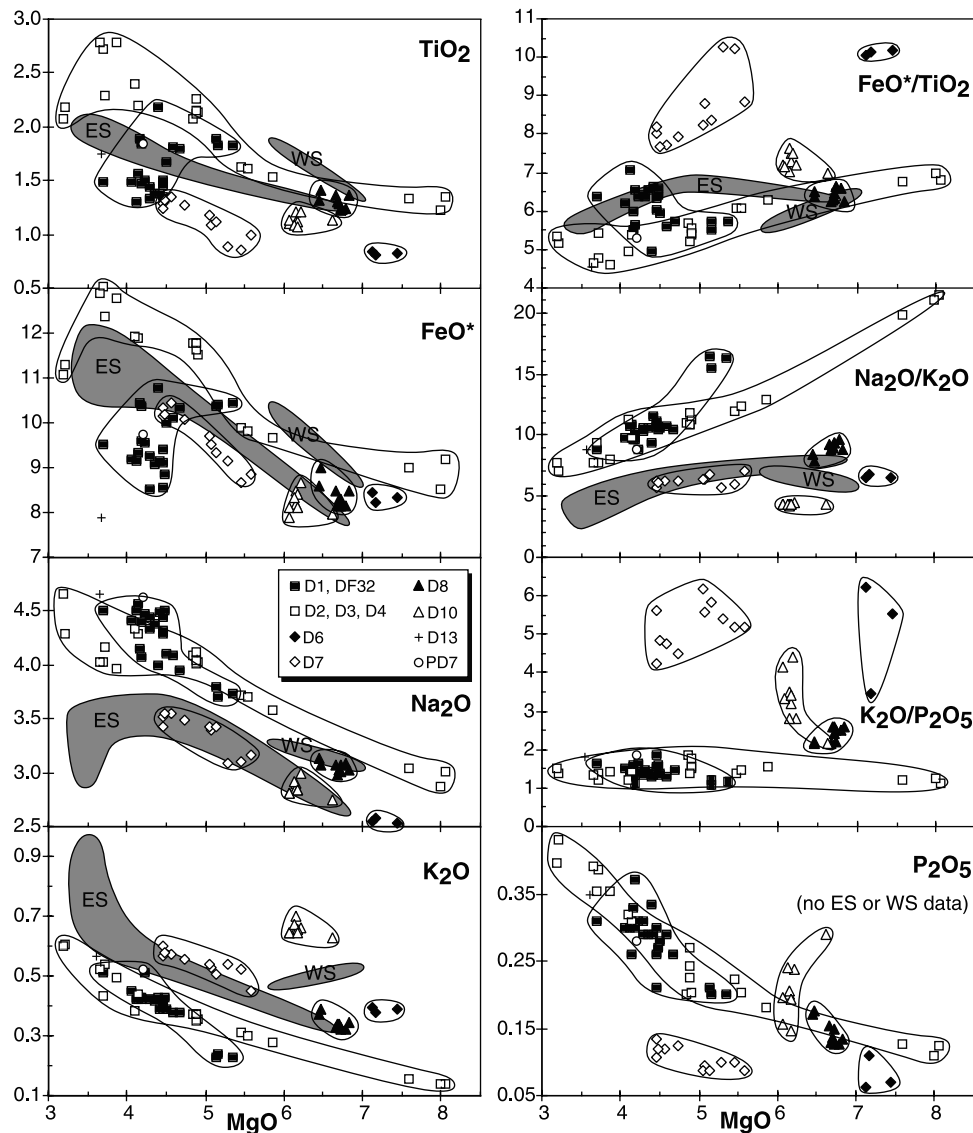 3.0
2.5
2.0
1.5
1.0
0.5
TiO2
ES
WS
11
10
9
8
7
6
5
4
FeO*/TiO2
ES
WS
12
11
10
9
8
7
FeO*
ES
WS
20
15
10
5
0
Na2O/K2O
ES
WS
4.5
4.0
3.5
3.0
2.5
Na2O
ES
WS
D1, DF32
D2, D3, D4
D6
D7
D8
D10
D13
PD7
6
5
4
3
2
1
0
K2O/P2O5
0.9
0.7
0.5
0.3
0.1
K2O
ES
WS
3 4 5 6 7 8
MgO
0.35
0.25
0.15
0.05
P2O5
(no ES or WS data)
3 4 5 6 7 8
MgO